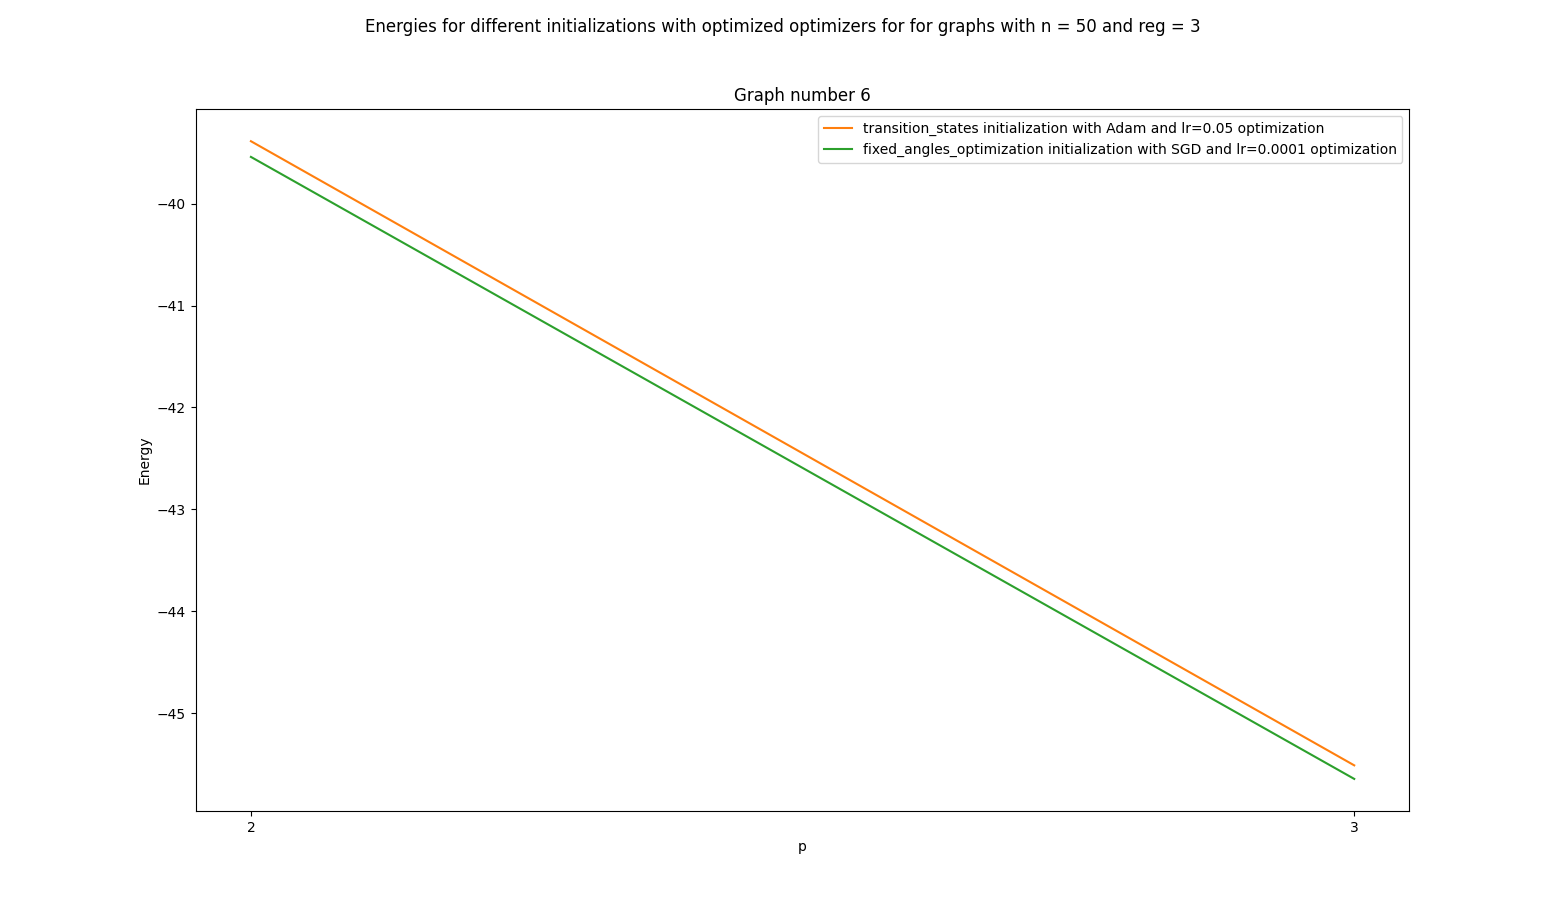 Energies for different initializations with optimized optimizers for for graphs with n = 50 and reg = 3
Graph number 6
transition_states initialization with Adam and lr=0.05 optimization
fixed_angles_optimization initialization with SGD and lr=0.0001 optimization
−40
−41
−42
−43
−44
−45
Energy
2
3
p